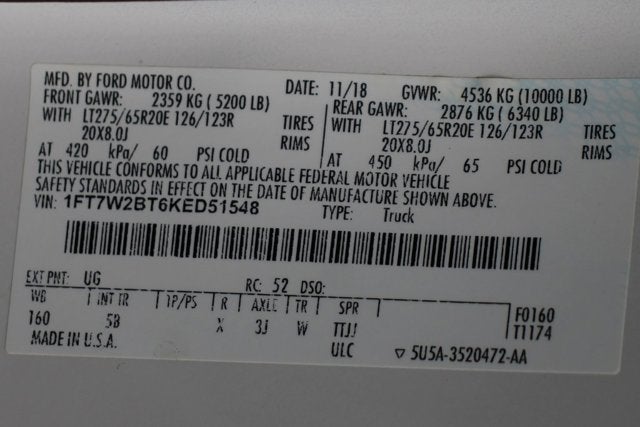 MFD. BY FORD MOTOR CO. DATE: 11/18 GVWR: 4536 KG (10000 LB)
FRONT GAWR: 2359 KG ( 5200 LB) REAR GAWR: 2876 KG ( 6340 LB)
WITH LT275/65R20E 126/123R TIRES WITH LT275/65R20E 126/123R TIRES
20X8.0J RIMS 20X8.0J RIMS
AT 420 kPa/ 60 PSI COLD AT 450 kPa/ 65 PSI COLD
THIS VEHICLE CONFORMS TO ALL APPLICABLE FEDERAL MOTOR VEHICLE
SAFETY STANDARDS IN EFFECT ON THE DATE OF MANUFACTURE SHOWN ABOVE.
VIN: 1FT7W2BT6KED51548 TYPE: Truck
EXT PNT: UG RC: 52 DSO:
WB INT TR TP/PS R AXLE TR SPR F0160
160 5B X 3J W TTJJ T1174
MADE IN U.S.A. ULC ▽ 5U5A-3520472-AA